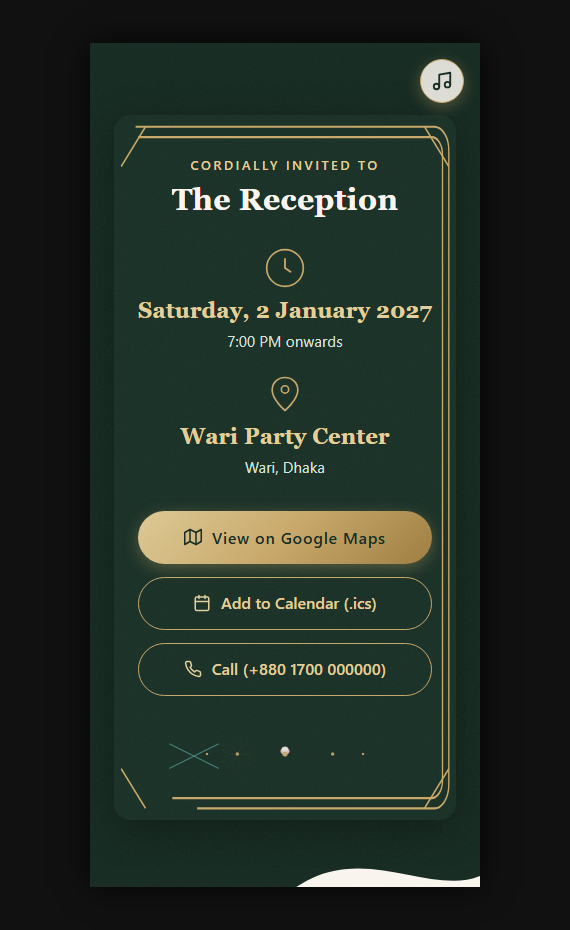 CORDIALLY INVITED TO
The Reception
Saturday, 2 January 2027
7:00 PM onwards
Wari Party Center
Wari, Dhaka
View on Google Maps
Add to Calendar (.ics)
Call (+880 1700 000000)